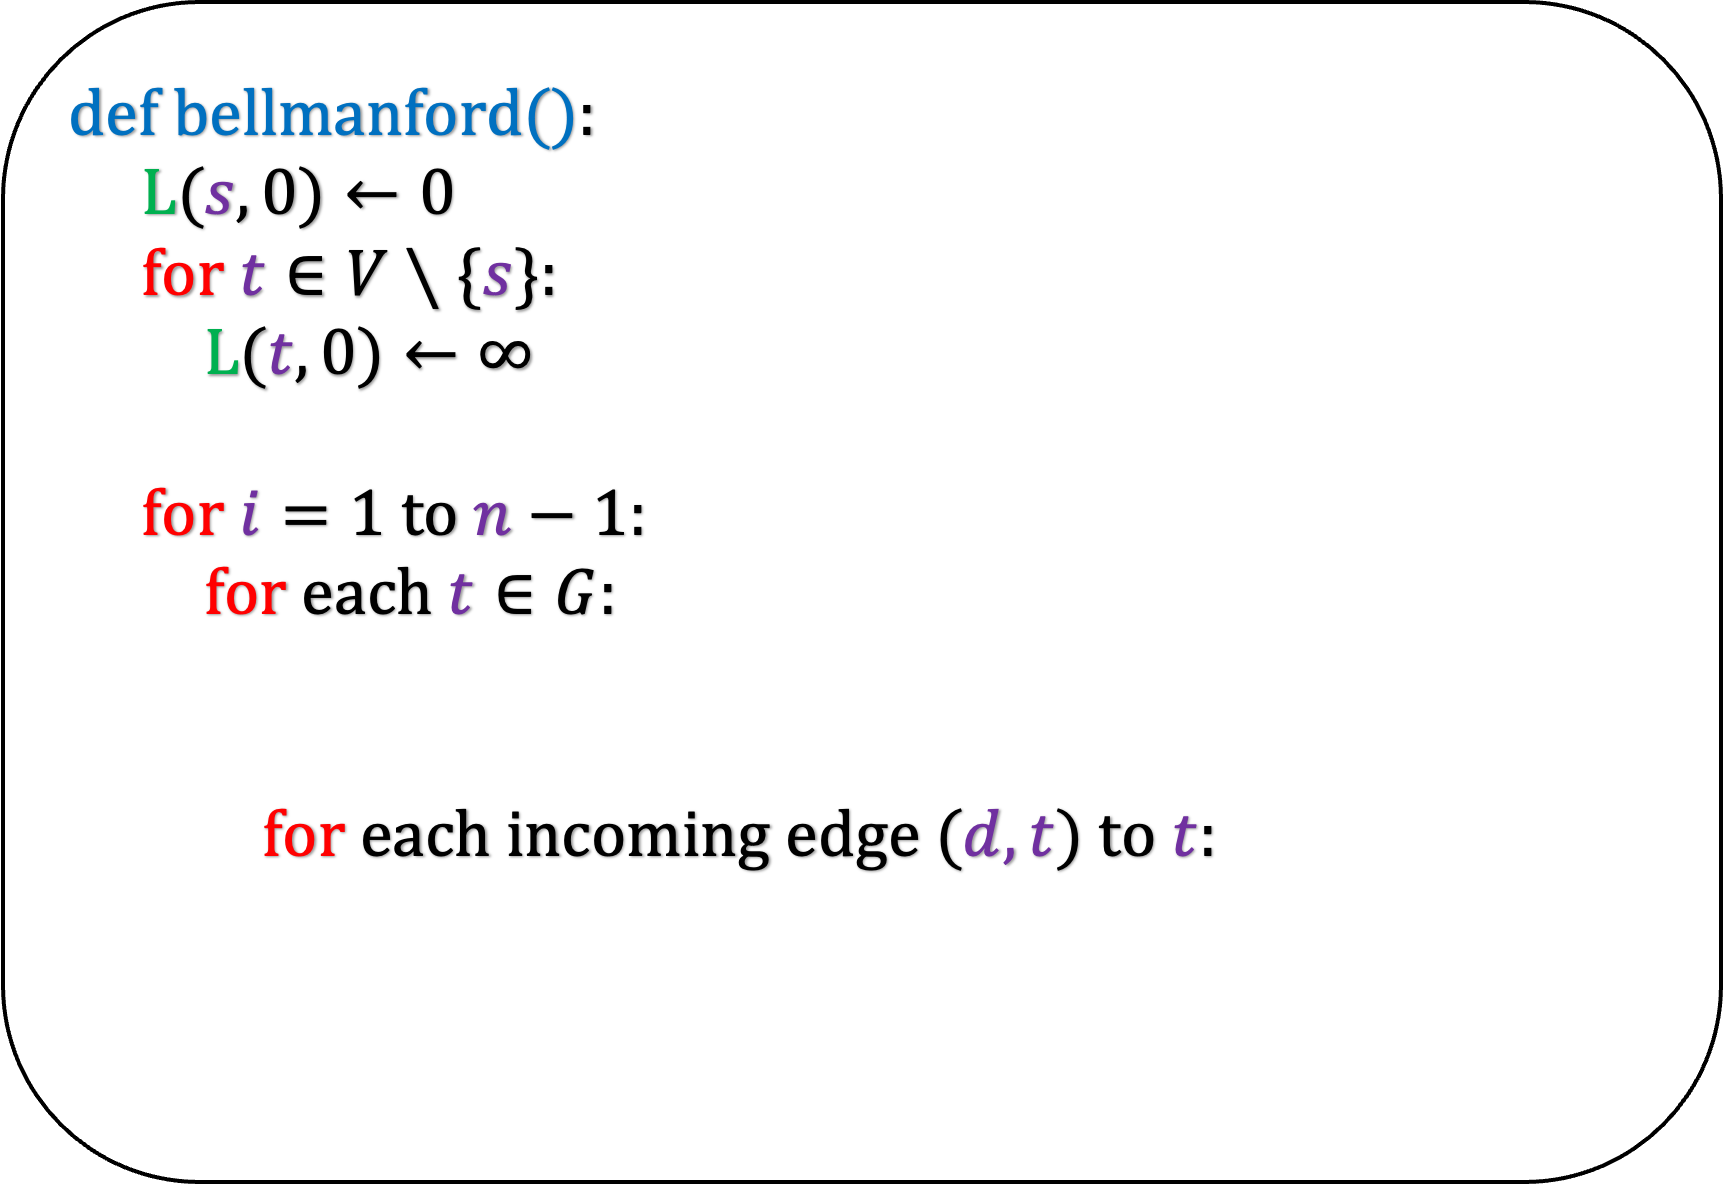 def bellmanford():
L(s, 0) ← 0
for t ∈ V \ {s}:
L(t, 0) ← ∞
for i = 1 to n − 1:
for each t ∈ G:
for each incoming edge (d, t) to t: